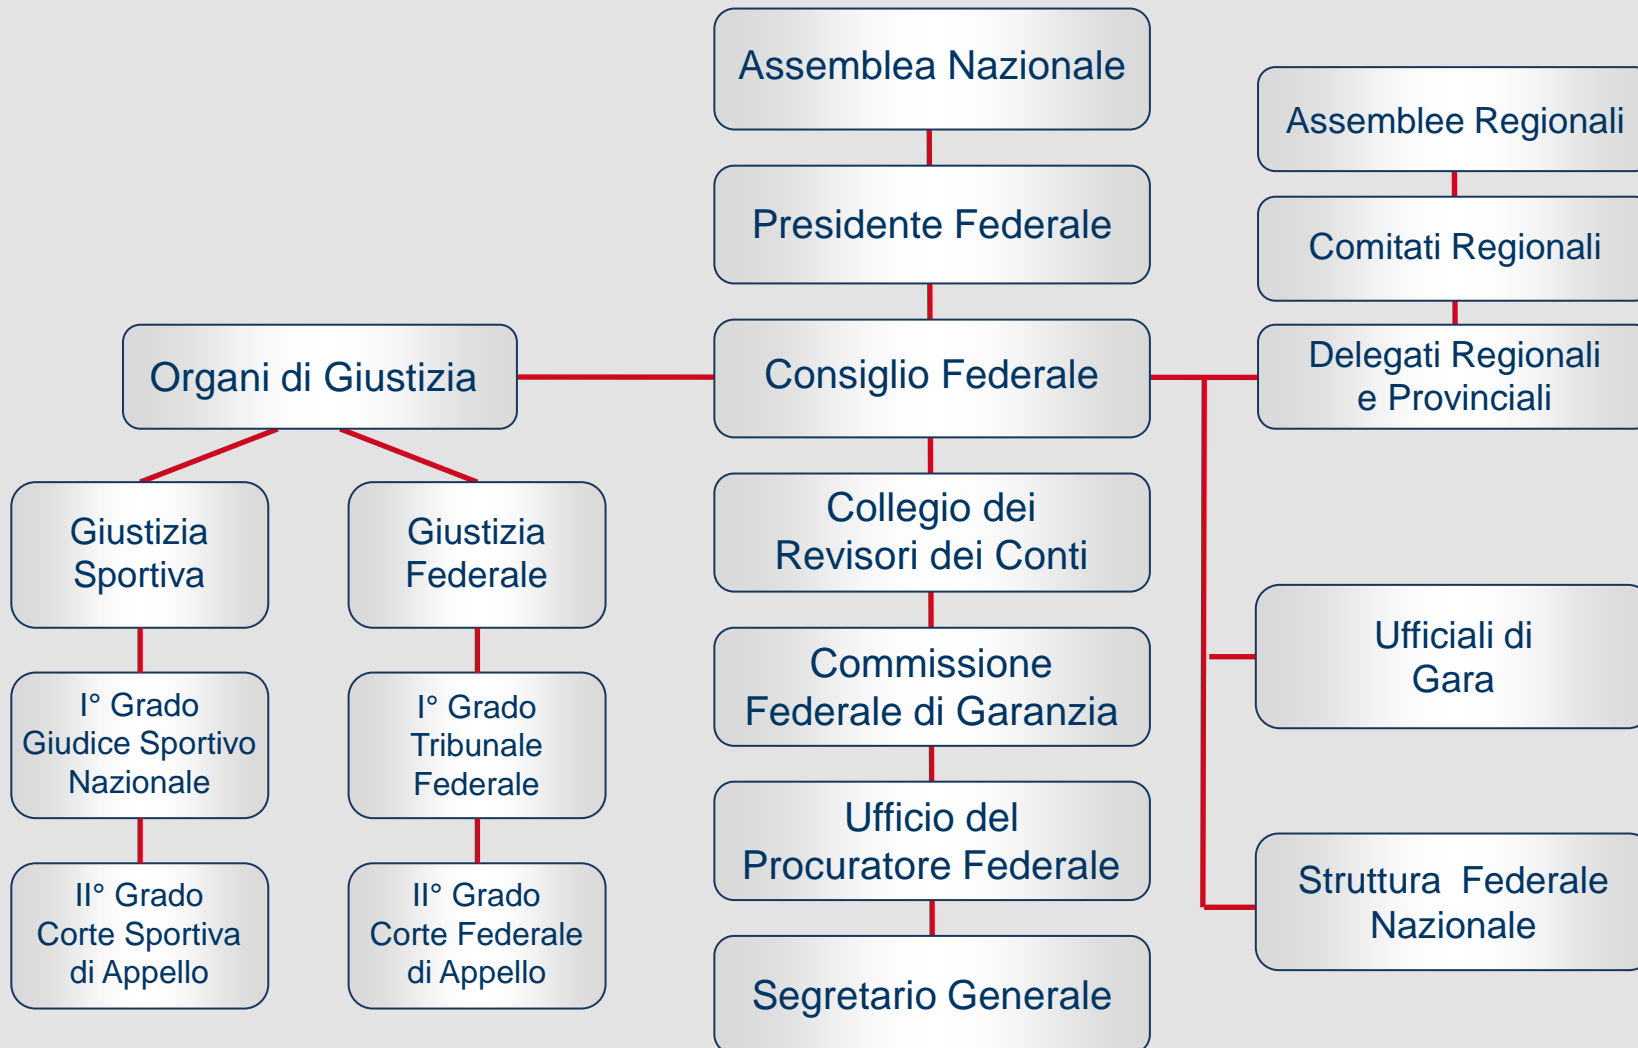 Assemblea Nazionale
Presidente Federale
Consiglio Federale
Collegio dei
Revisori dei Conti
Commissione
Federale di Garanzia
Ufficio del
Procuratore Federale
Segretario Generale
Organi di Giustizia
Giustizia
Sportiva
I° Grado
Giudice Sportivo
Nazionale
II° Grado
Corte Sportiva
di Appello
Giustizia
Federale
I° Grado
Tribunale
Federale
II° Grado
Corte Federale
di Appello
Assemblee Regionali
Comitati Regionali
Delegati Regionali
e Provinciali
Ufficiali di
Gara
Struttura  Federale
Nazionale